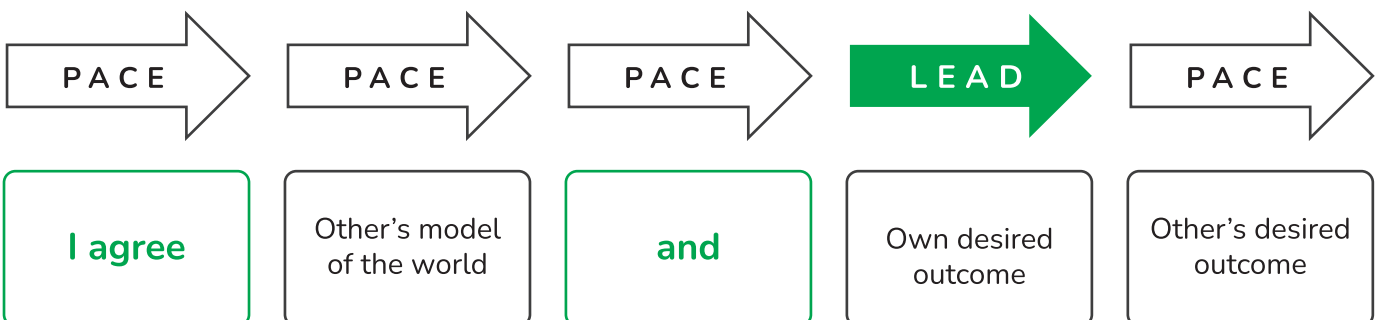 PACE
PACE
PACE
LEAD
PACE
I agree
Other’s model
of the world
and
Own desired
outcome
Other’s desired
outcome